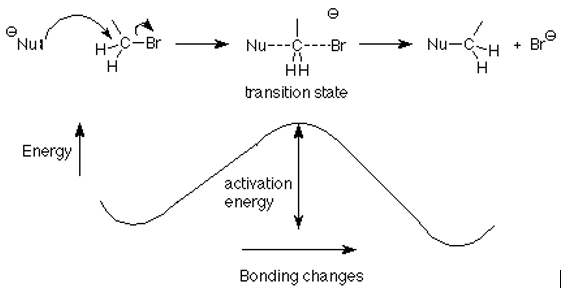 ⊖Nu: H C Br H → Nu C Br ⊖ HH → Nu C H H + Br⊖
transition state
Energy
activation
energy
Bonding changes